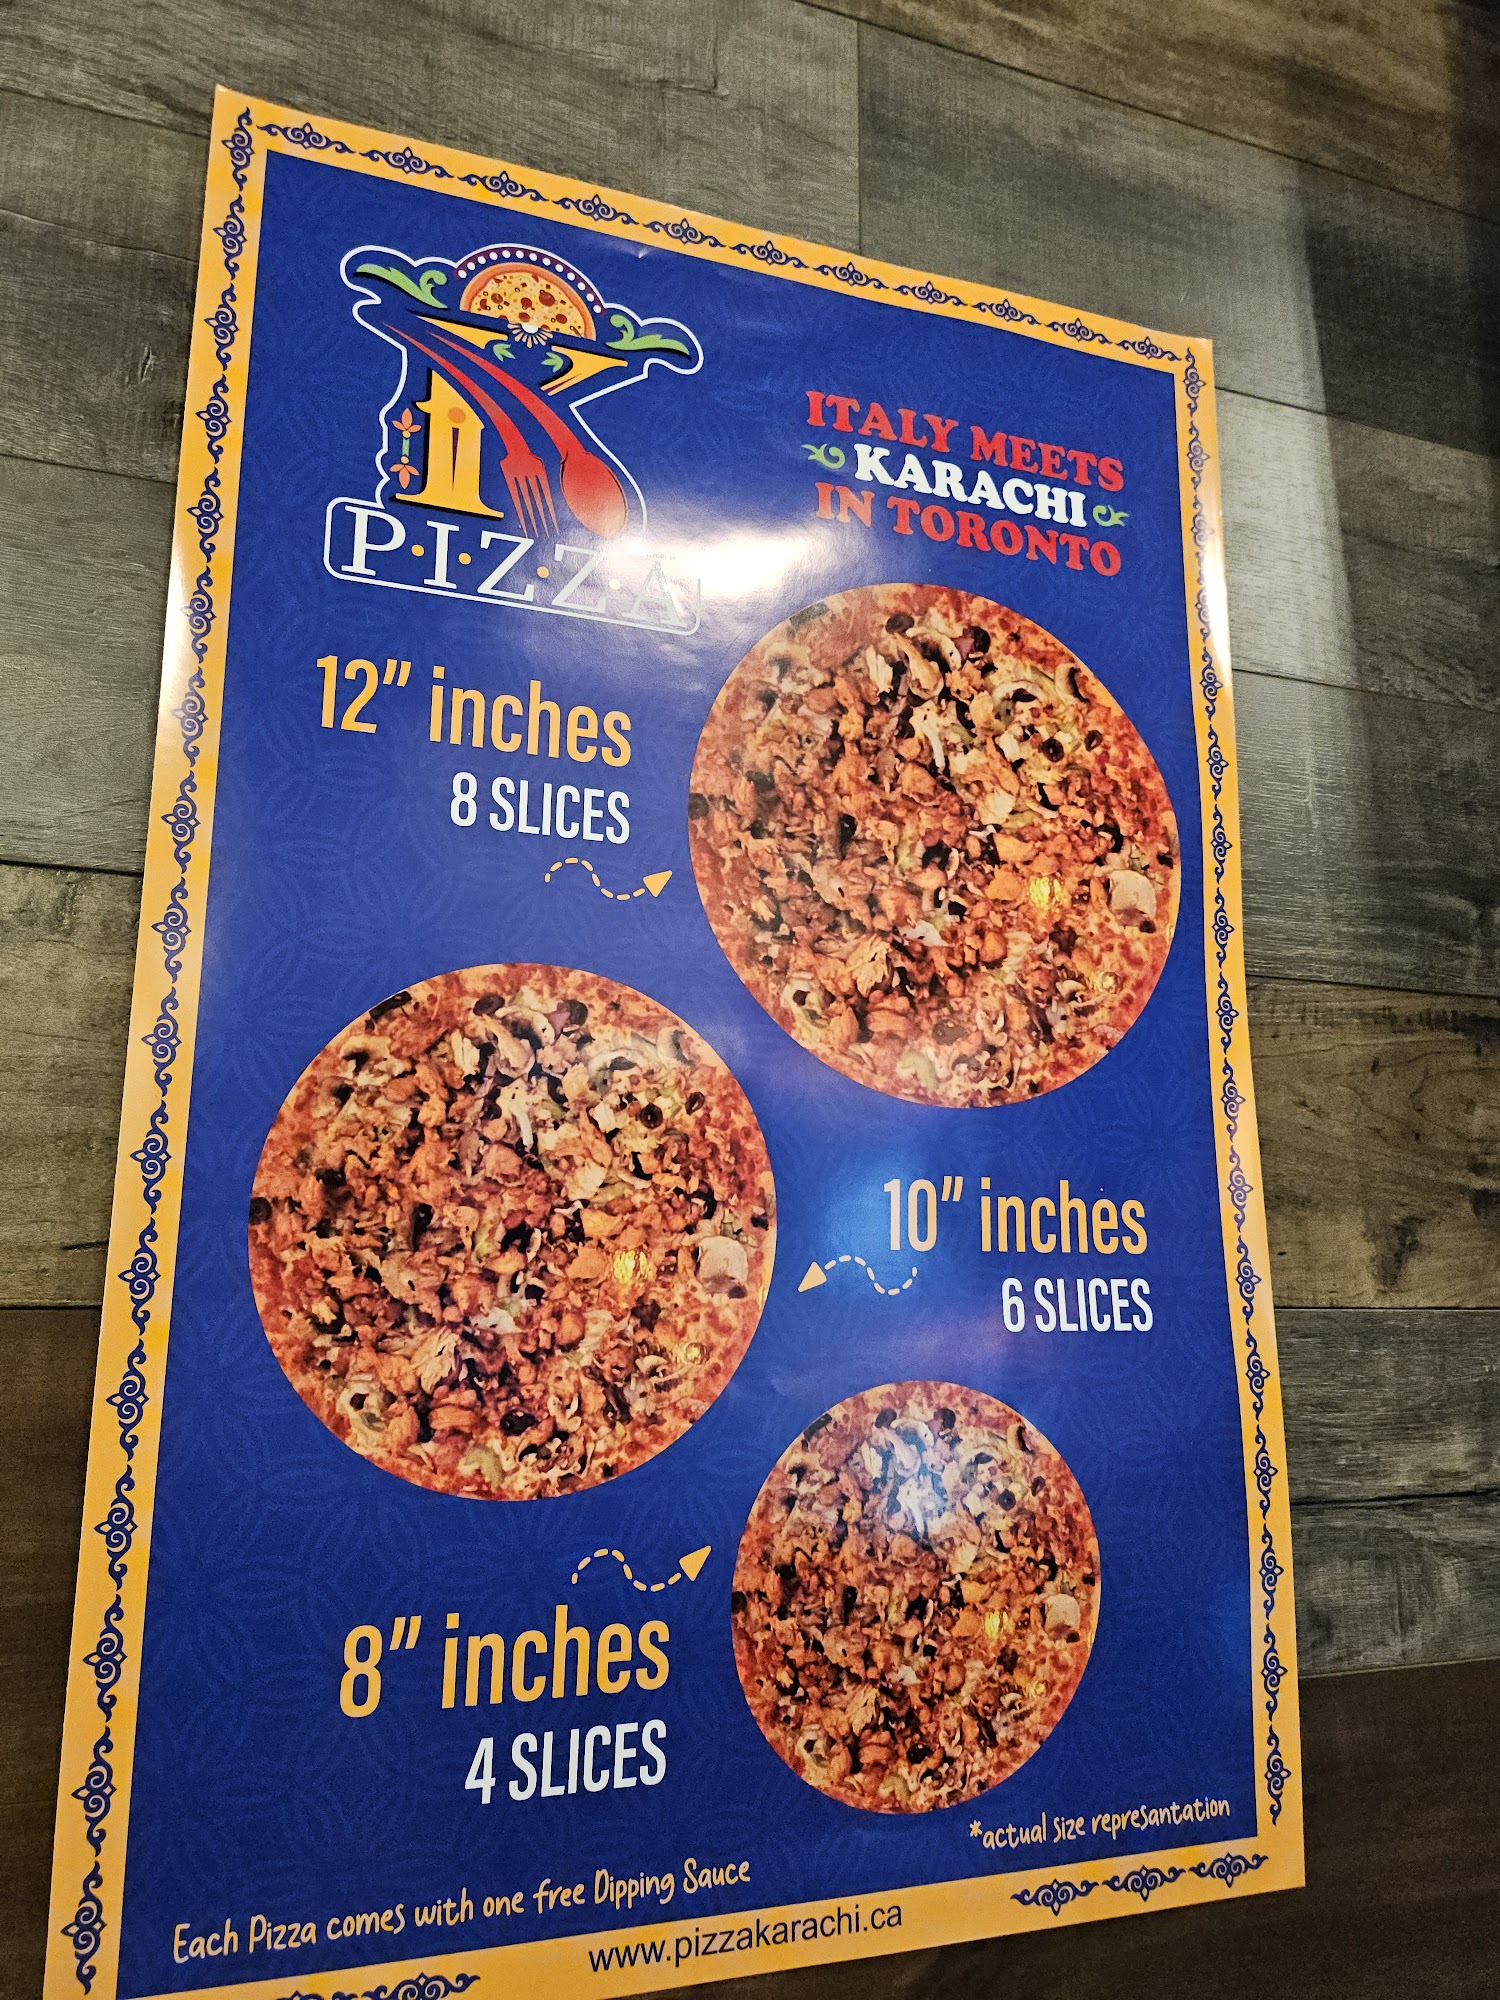 K
P·I·Z·Z·A
ITALY MEETS
KARACHI
IN TORONTO
12" inches
8 SLICES
10" inches
6 SLICES
8" inches
4 SLICES
*actual size represantation
Each Pizza comes with one free Dipping Sauce
www.pizzakarachi.ca